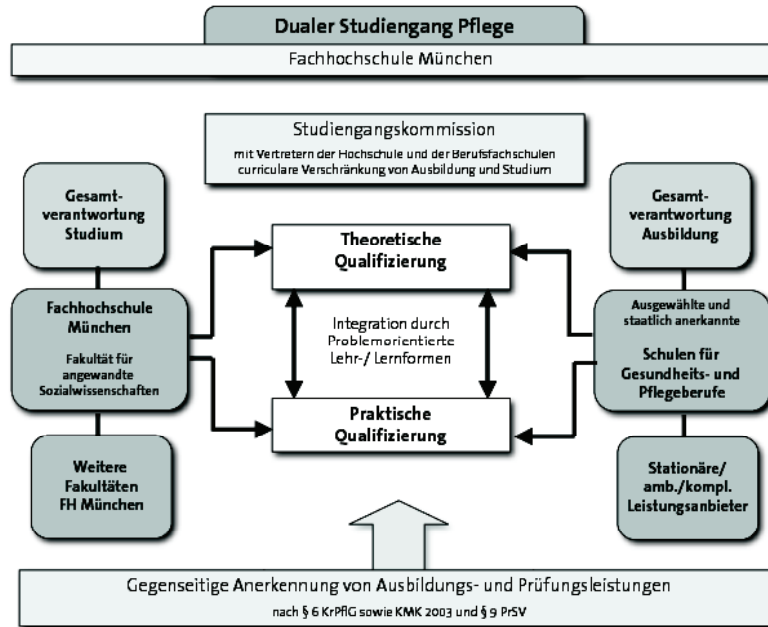 Dualer Studiengang Pflege
Fachhochschule München
Studiengangskommission
mit Vertretern der Hochschule und der Berufsfachschulen
curriculare Verschränkung von Ausbildung und Studium
Gesamt-
verantwortung
Studium
Fachhochschule
München
Fakultät für
angewandte
Sozialwissenschaften
Weitere
Fakultäten
FH München
Theoretische
Qualifizierung
Integration durch
Problemorientierte
Lehr-/ Lernformen
Praktische
Qualifizierung
Gesamt-
verantwortung
Ausbildung
Ausgewählte und
staatlich anerkannte
Schulen für
Gesundheits- und
Pflegeberufe
Stationäre/
amb./kompl.
Leistungsanbieter
Gegenseitige Anerkennung von Ausbildungs- und Prüfungsleistungen
nach § 6 KrPflG sowie KMK 2003 und § 9 PrSV